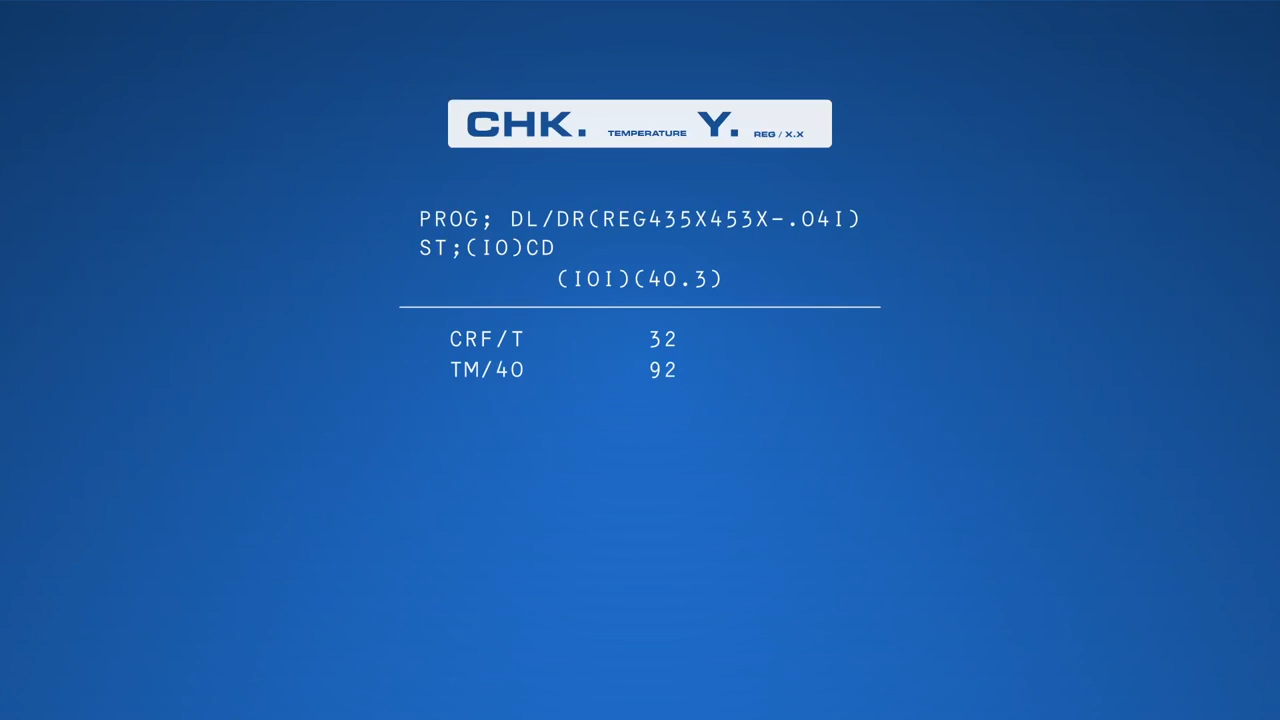 CHK. TEMPERATURE Y. REG / X.X
PROG; DL/DR(REG435X453X-.04I)
ST;(IO)CD
(IOI)(40.3)
CRF/T 32
TM/40 92